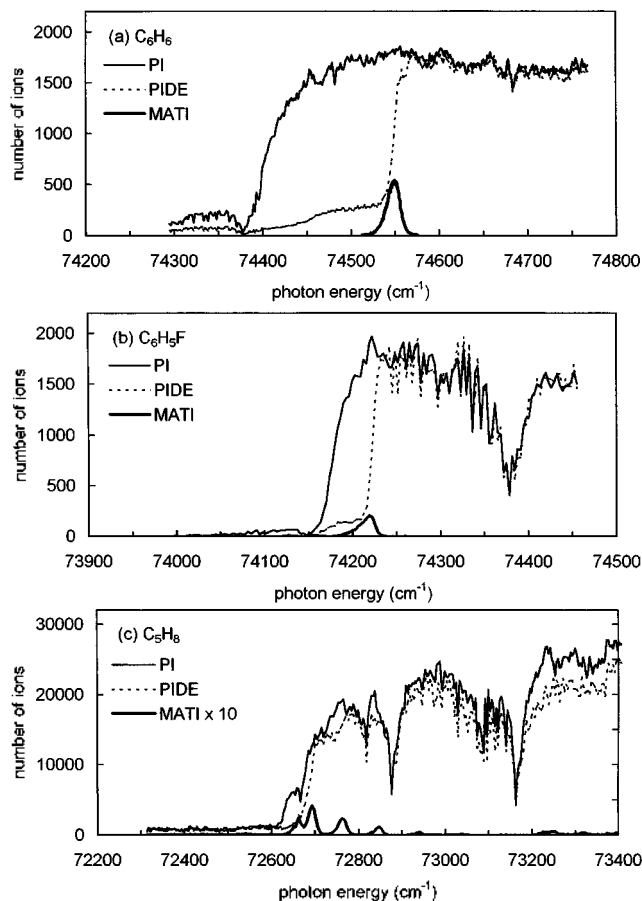 2000
1500
1000
500
0
number of ions
(a) C6H6
PI
PIDE
MATI
74200 74300 74400 74500 74600 74700 74800
photon energy (cm-1)
2000
1500
1000
500
0
number of ions
(b) C6H5F
PI
PIDE
MATI
73900 74000 74100 74200 74300 74400 74500
photon energy (cm-1)
30000
20000
10000
0
number of ions
(c) C5H8
PI
PIDE
MATI x 10
72200 72400 72600 72800 73000 73200 73400
photon energy (cm-1)